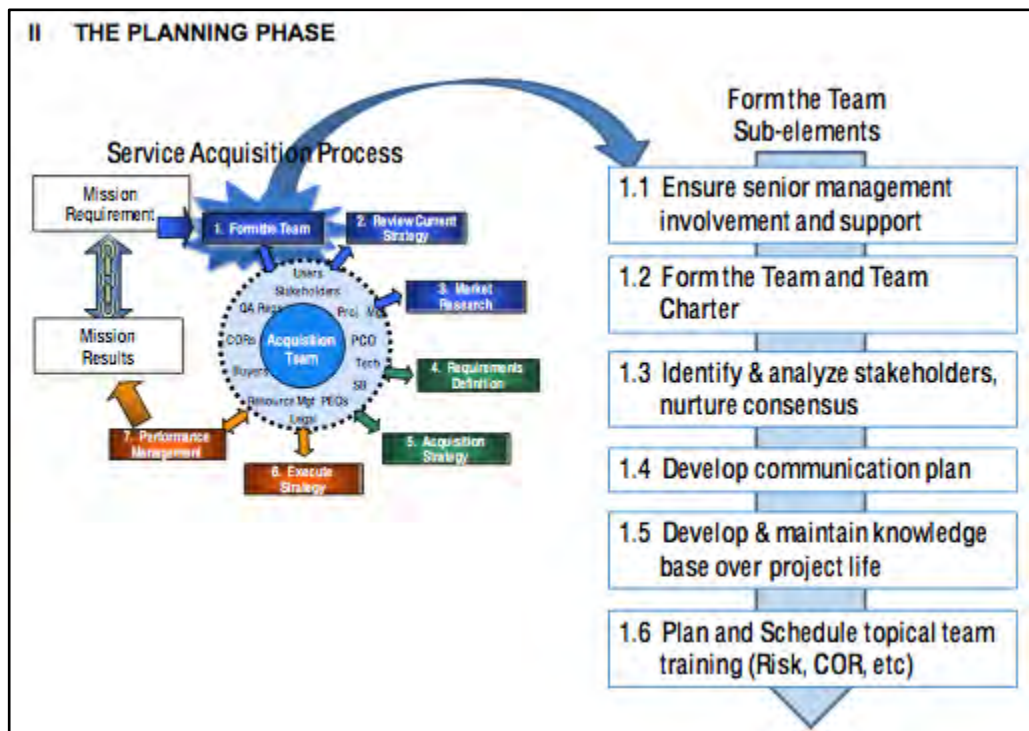 II THE PLANNING PHASE
Service Acquisition Process
Mission
Requirement
Mission
Results
1. Form the Team
2. Review Current
Strategy
3. Market
Research
4. Requirements
Definition
5. Acquisition
Strategy
6. Execute
Strategy
7. Performance
Management
Users
Stakeholders
QA Reps
Proj. Mgr
CORs
PCO
Acquisition
Team
Tech
Buyers
SB
Resource Mgt
PEOs
Legal
Form the Team
Sub-elements
1.1 Ensure senior management
involvement and support
1.2 Form the Team and Team
Charter
1.3 Identify & analyze stakeholders,
nurture consensus
1.4 Develop communication plan
1.5 Develop & maintain knowledge
base over project life
1.6 Plan and Schedule topical team
training (Risk, COR, etc)